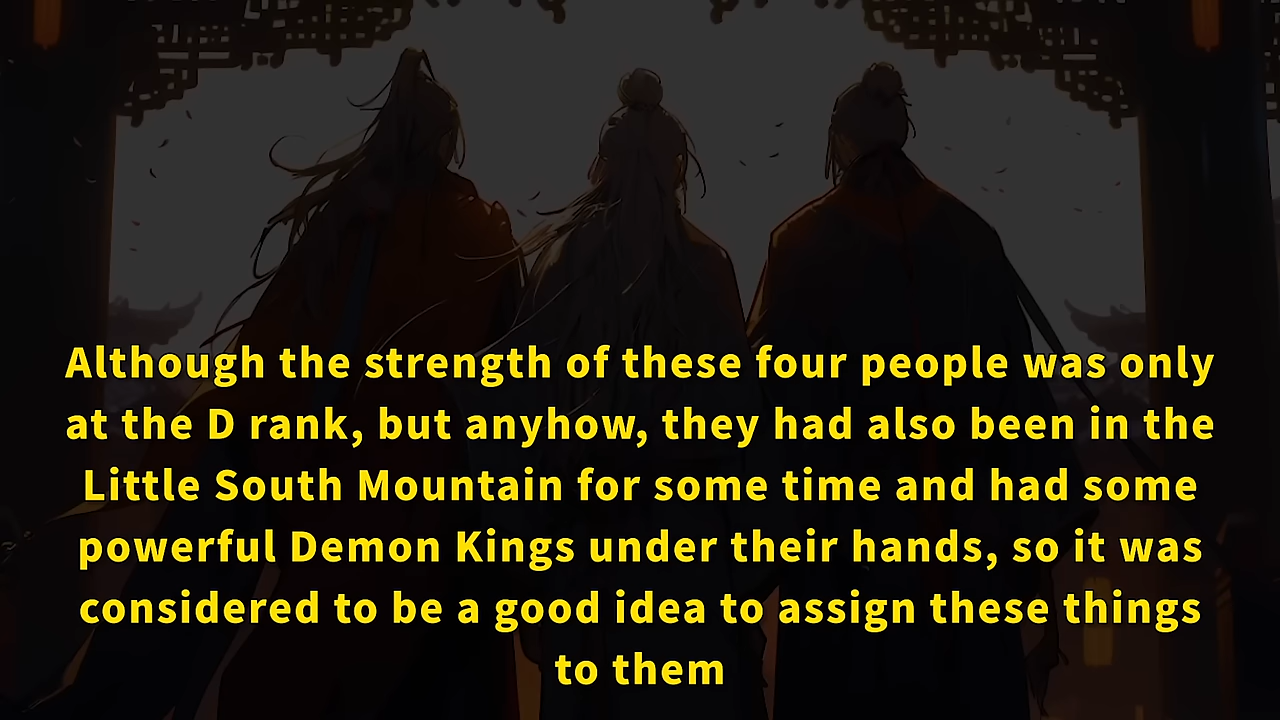 Although the strength of these four people was only
at the D rank, but anyhow, they had also been in the
Little South Mountain for some time and had some
powerful Demon Kings under their hands, so it was
considered to be a good idea to assign these things
to them